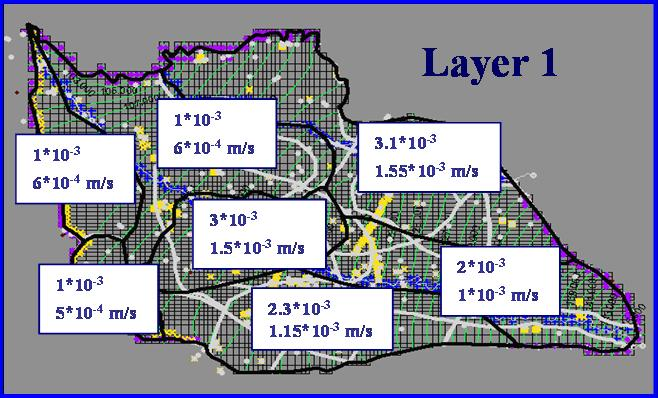 Layer 1
1*10-3
6*10-4 m/s
3.1*10-3
1.55*10-3 m/s
1*10-3
6*10-4 m/s
3*10-3
1.5*10-3 m/s
2*10-3
1*10-3 m/s
1*10-3
5*10-4 m/s
2.3*10-3
1.15*10-3 m/s